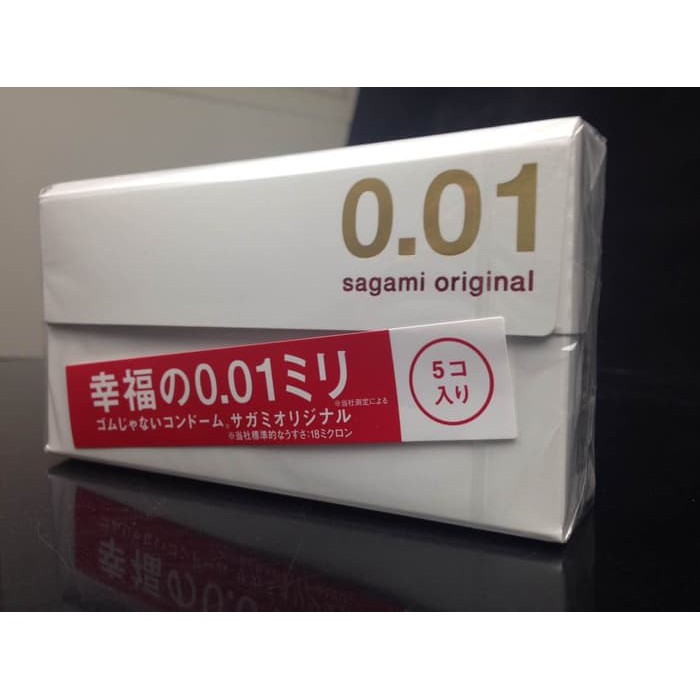 0.01
sagami original
幸福の0.01ミリ
※当社測定による
ゴムじゃないコンドーム。サガミオリジナル
※当社標準的なうすさ:18ミクロン
5コ
入り